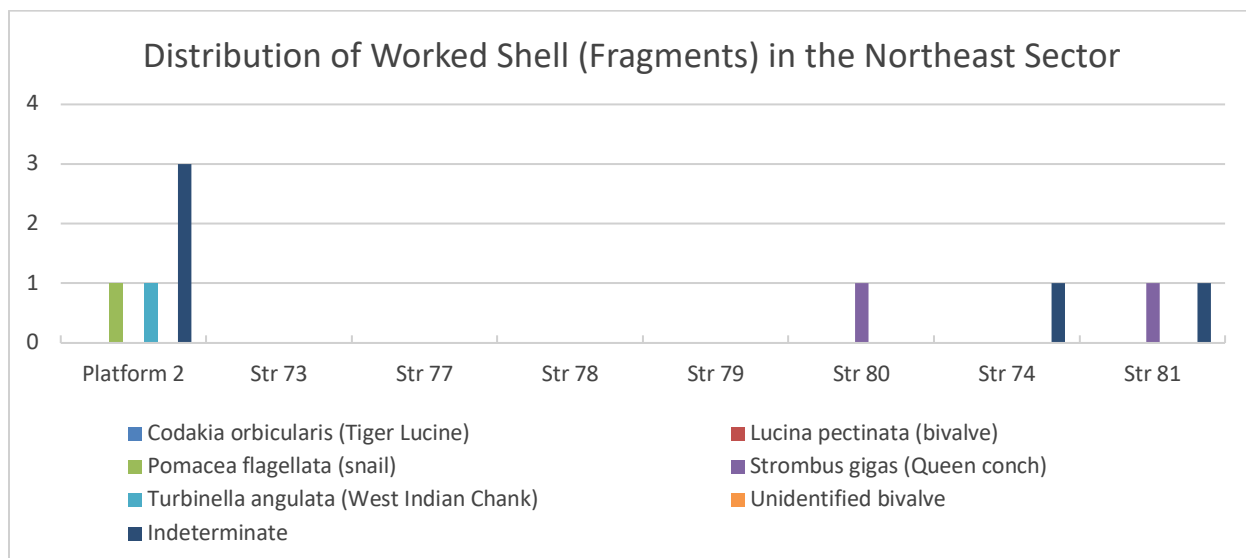 Distribution of Worked Shell (Fragments) in the Northeast Sector
4
3
2
1
0
Platform 2 Str 73 Str 77 Str 78 Str 79 Str 80 Str 74 Str 81
Codakia orbicularis (Tiger Lucine) Lucina pectinata (bivalve)
Pomacea flagellata (snail) Strombus gigas (Queen conch)
Turbinella angulata (West Indian Chank) Unidentified bivalve
Indeterminate